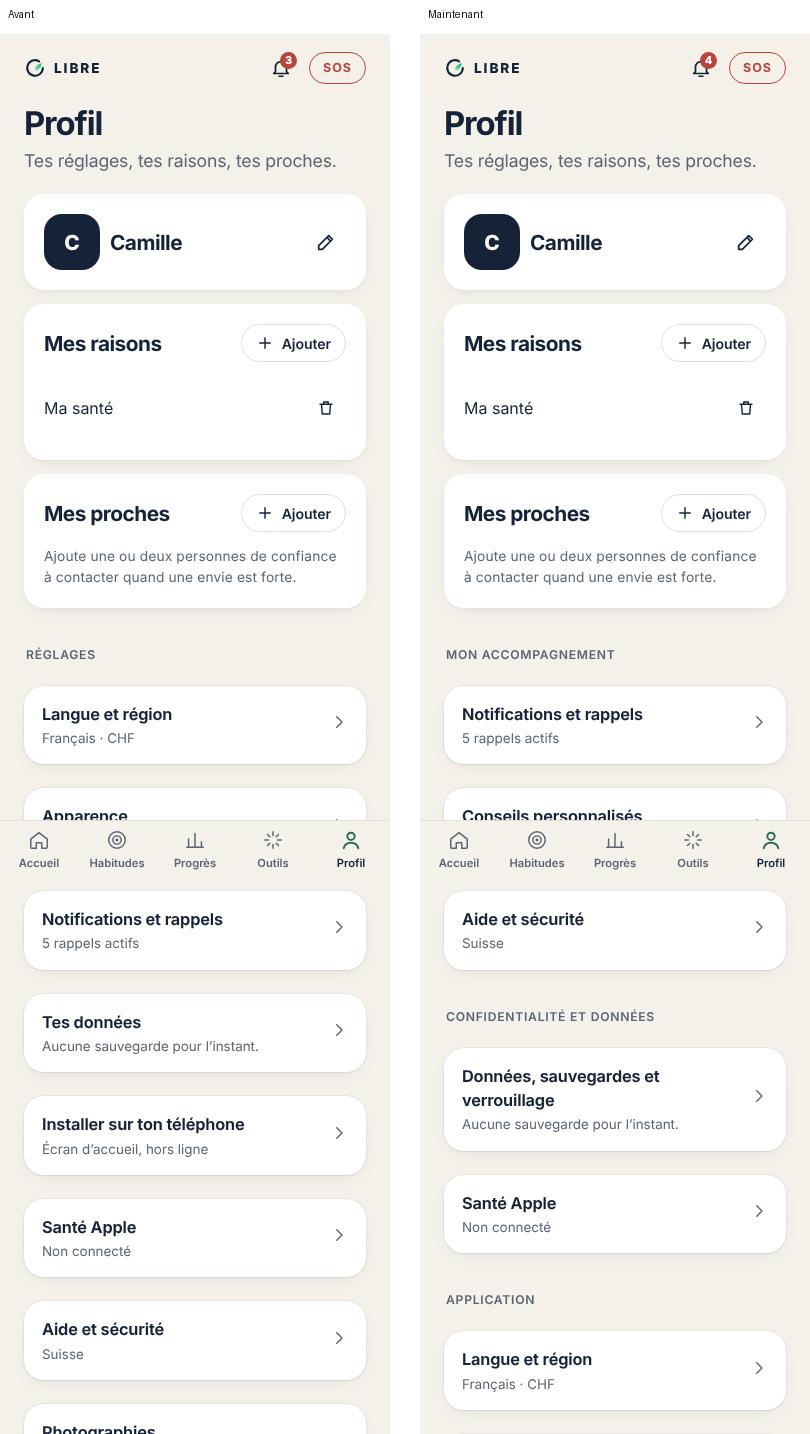 Avant
LIBRE
3
SOS
Profil
Tes réglages, tes raisons, tes proches.
C
Camille
Mes raisons
Ajouter
Ma santé
Mes proches
Ajouter
Ajoute une ou deux personnes de confiance
à contacter quand une envie est forte.
RÉGLAGES
Langue et région
Français · CHF
Apparence
Accueil
Habitudes
Progrès
Outils
Profil
Notifications et rappels
5 rappels actifs
Tes données
Aucune sauvegarde pour l’instant.
Installer sur ton téléphone
Écran d’accueil, hors ligne
Santé Apple
Non connecté
Aide et sécurité
Suisse
Photographies
Maintenant
LIBRE
4
SOS
Profil
Tes réglages, tes raisons, tes proches.
C
Camille
Mes raisons
Ajouter
Ma santé
Mes proches
Ajouter
Ajoute une ou deux personnes de confiance
à contacter quand une envie est forte.
MON ACCOMPAGNEMENT
Notifications et rappels
5 rappels actifs
Conseils personnalisés
Accueil
Habitudes
Progrès
Outils
Profil
Aide et sécurité
Suisse
CONFIDENTIALITÉ ET DONNÉES
Données, sauvegardes et
verrouillage
Aucune sauvegarde pour l’instant.
Santé Apple
Non connecté
APPLICATION
Langue et région
Français · CHF